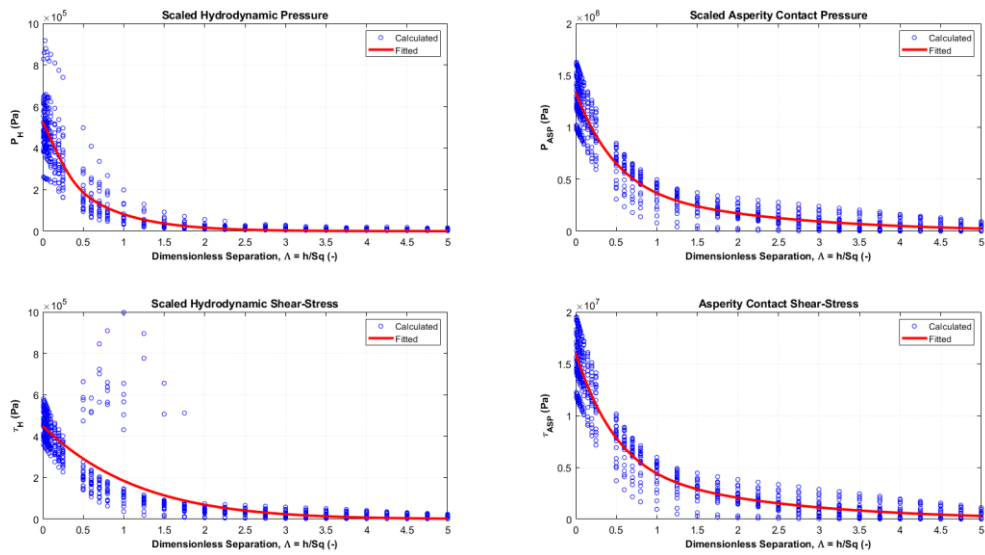 Scaled Hydrodynamic Pressure
×10^5
10
8
6
4
2
0
P_H (Pa)
Calculated
Fitted
0 0.5 1 1.5 2 2.5 3 3.5 4 4.5 5
Dimensionless Separation, Λ = h/Sq (-)
Scaled Asperity Contact Pressure
×10^8
2
1.5
1
0.5
0
P_ASP (Pa)
Calculated
Fitted
0 0.5 1 1.5 2 2.5 3 3.5 4 4.5 5
Dimensionless Separation, Λ = h/Sq (-)
Scaled Hydrodynamic Shear-Stress
×10^5
10
8
6
4
2
0
τ_H (Pa)
Calculated
Fitted
0 0.5 1 1.5 2 2.5 3 3.5 4 4.5 5
Dimensionless Separation, Λ = h/Sq (-)
Asperity Contact Shear-Stress
×10^7
2
1.5
1
0.5
0
τ_ASP (Pa)
Calculated
Fitted
0 0.5 1 1.5 2 2.5 3 3.5 4 4.5 5
Dimensionless Separation, Λ = h/Sq (-)